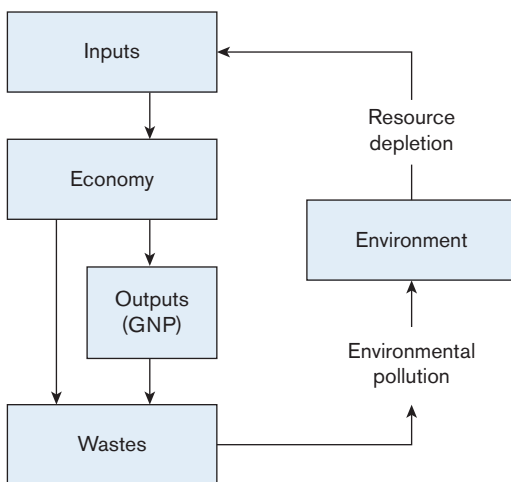 Inputs
Economy
Outputs
(GNP)
Wastes
Resource
depletion
Environment
Environmental
pollution